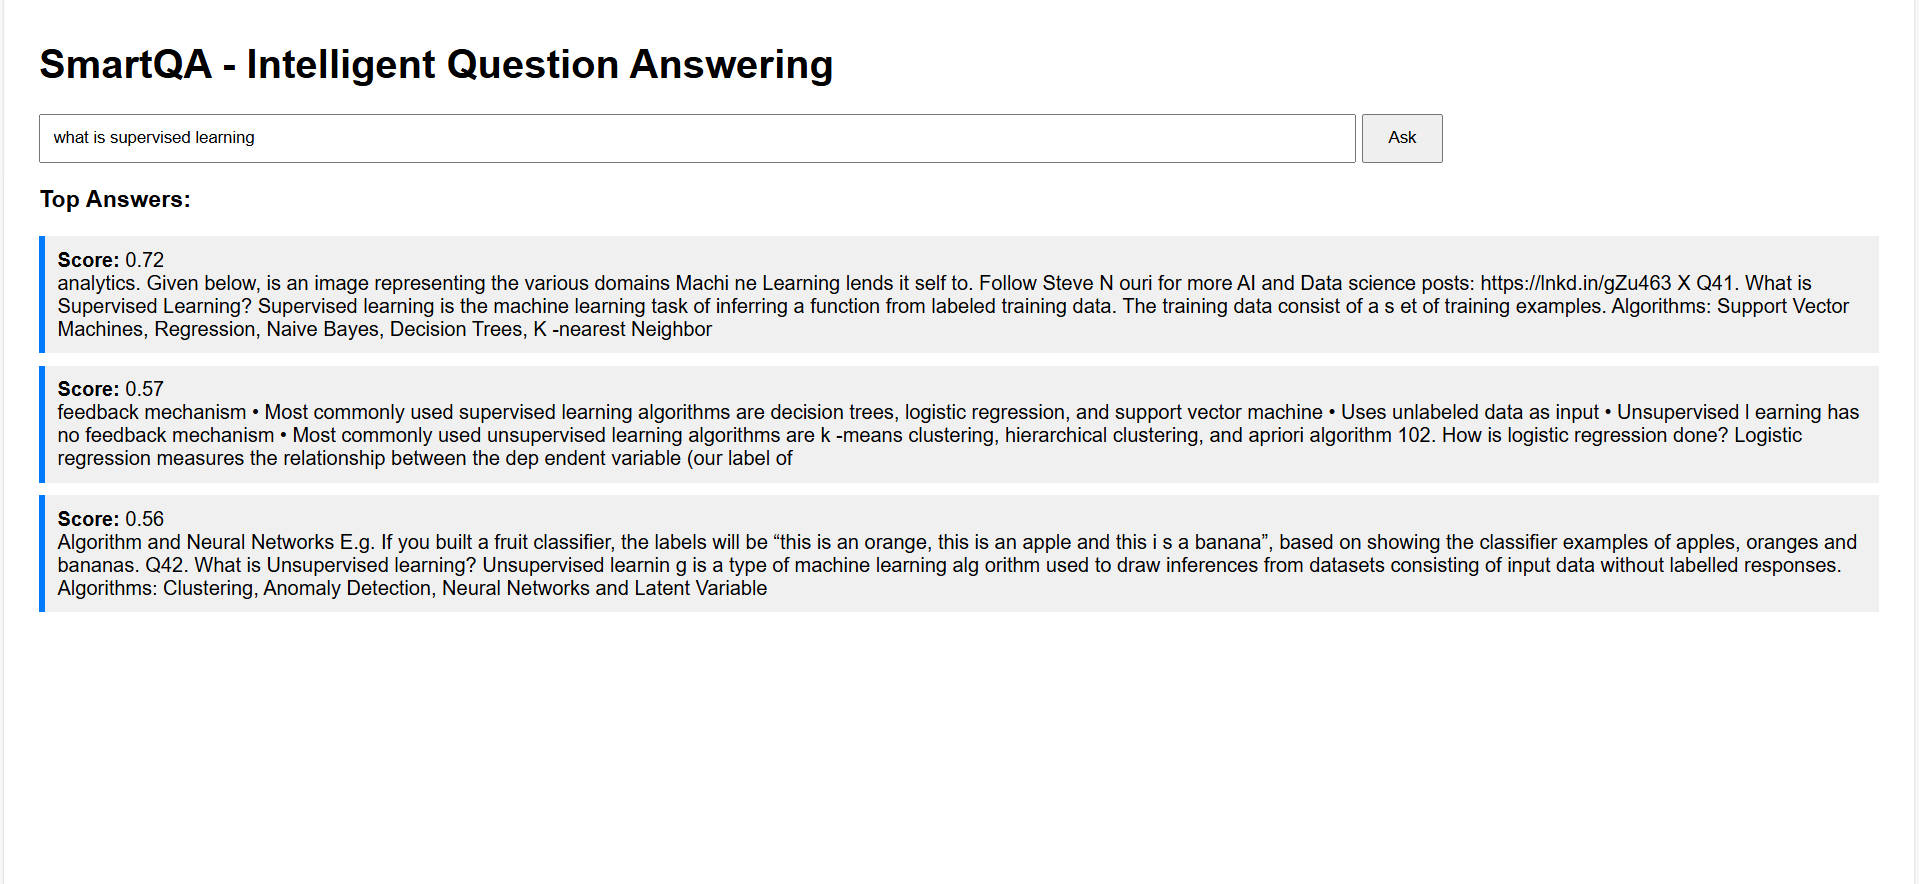 SmartQA - Intelligent Question Answering
what is supervised learning
Ask
Top Answers:
Score: 0.72
analytics. Given below, is an image representing the various domains Machi ne Learning lends it self to. Follow Steve N ouri for more AI and Data science posts: https://lnkd.in/gZu463 X Q41. What is
Supervised Learning? Supervised learning is the machine learning task of inferring a function from labeled training data. The training data consist of a s et of training examples. Algorithms: Support Vector
Machines, Regression, Naive Bayes, Decision Trees, K -nearest Neighbor
Score: 0.57
feedback mechanism • Most commonly used supervised learning algorithms are decision trees, logistic regression, and support vector machine • Uses unlabeled data as input • Unsupervised l earning has
no feedback mechanism • Most commonly used unsupervised learning algorithms are k -means clustering, hierarchical clustering, and apriori algorithm 102. How is logistic regression done? Logistic
regression measures the relationship between the dep endent variable (our label of
Score: 0.56
Algorithm and Neural Networks E.g. If you built a fruit classifier, the labels will be “this is an orange, this is an apple and this i s a banana”, based on showing the classifier examples of apples, oranges and
bananas. Q42. What is Unsupervised learning? Unsupervised learnin g is a type of machine learning alg orithm used to draw inferences from datasets consisting of input data without labelled responses.
Algorithms: Clustering, Anomaly Detection, Neural Networks and Latent Variable